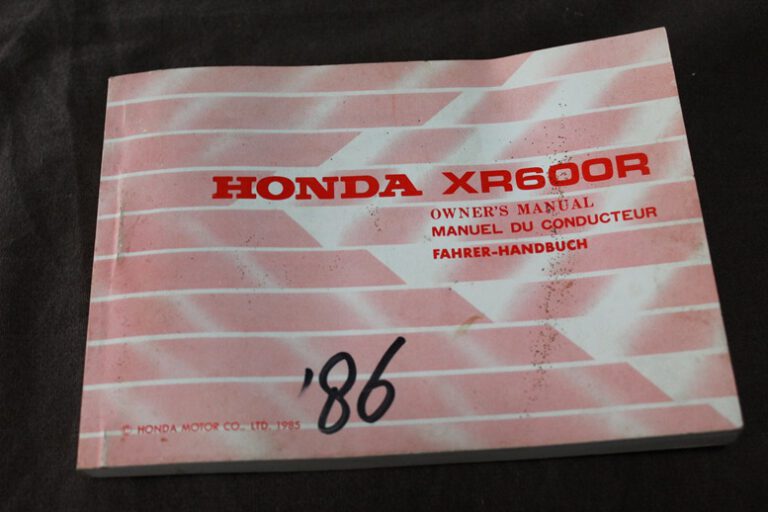 HONDA XR600R
OWNER'S MANUAL
MANUEL DU CONDUCTEUR
FAHRER-HANDBUCH
'86
© HONDA MOTOR CO., LTD. 1985